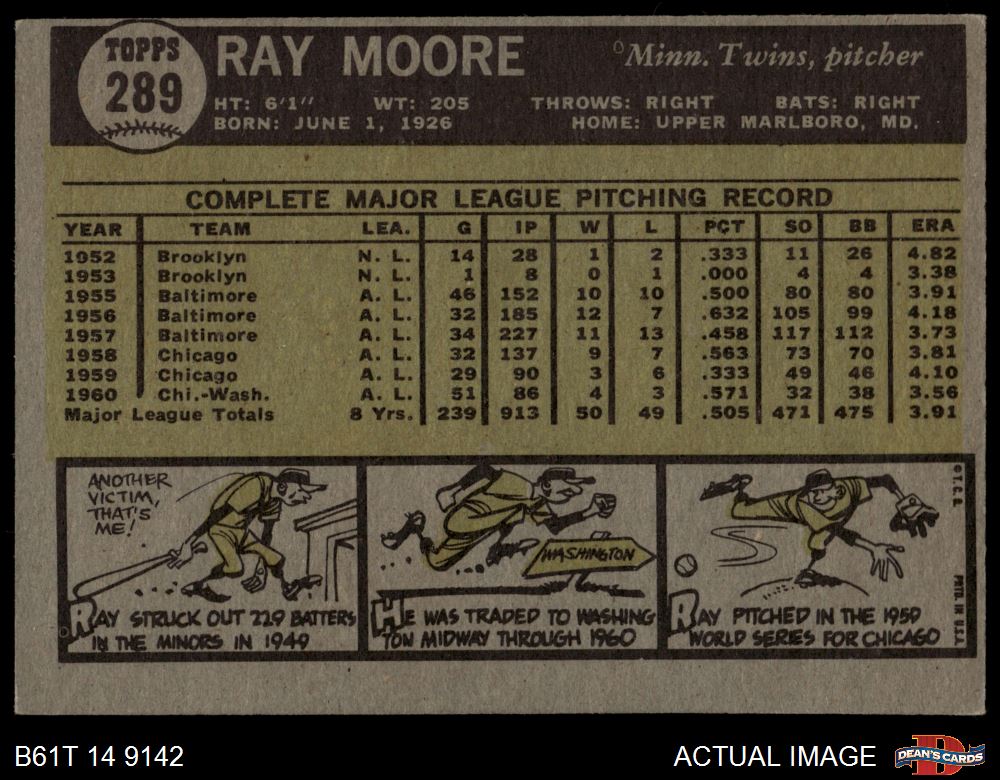 TOPPS
289
RAY MOORE
Minn. Twins, pitcher
HT: 6'1" WT: 205 THROWS: RIGHT BATS: RIGHT
BORN: JUNE 1, 1926 HOME: UPPER MARLBORO, MD.
COMPLETE MAJOR LEAGUE PITCHING RECORD
YEAR TEAM LEA. G IP W L PCT SO BB ERA
1952 Brooklyn N. L. 14 28 1 2 .333 11 26 4.82
1953 Brooklyn N. L. 1 8 0 1 .000 4 4 3.38
1955 Baltimore A. L. 46 152 10 10 .500 80 80 3.91
1956 Baltimore A. L. 32 185 12 7 .632 105 99 4.18
1957 Baltimore A. L. 34 227 11 13 .458 117 112 3.73
1958 Chicago A. L. 32 137 9 7 .563 73 70 3.81
1959 Chicago A. L. 29 90 3 6 .333 49 46 4.10
1960 Chi.-Wash. A. L. 51 86 4 3 .571 32 38 3.56
Major League Totals 8 Yrs. 239 913 50 49 .505 471 475 3.91
ANOTHER
VICTIM,
THAT'S
ME!
RAY STRUCK OUT 229 BATTERS
IN THE MINORS IN 1949
WASHINGTON
HE WAS TRADED TO WASHING
TON MIDWAY THROUGH 1960
RAY PITCHED IN THE 1959
WORLD SERIES FOR CHICAGO
© T.C.G.
PRTD. IN U.S.A.
B61T 14 9142
ACTUAL IMAGE
DEAN'S CARDS